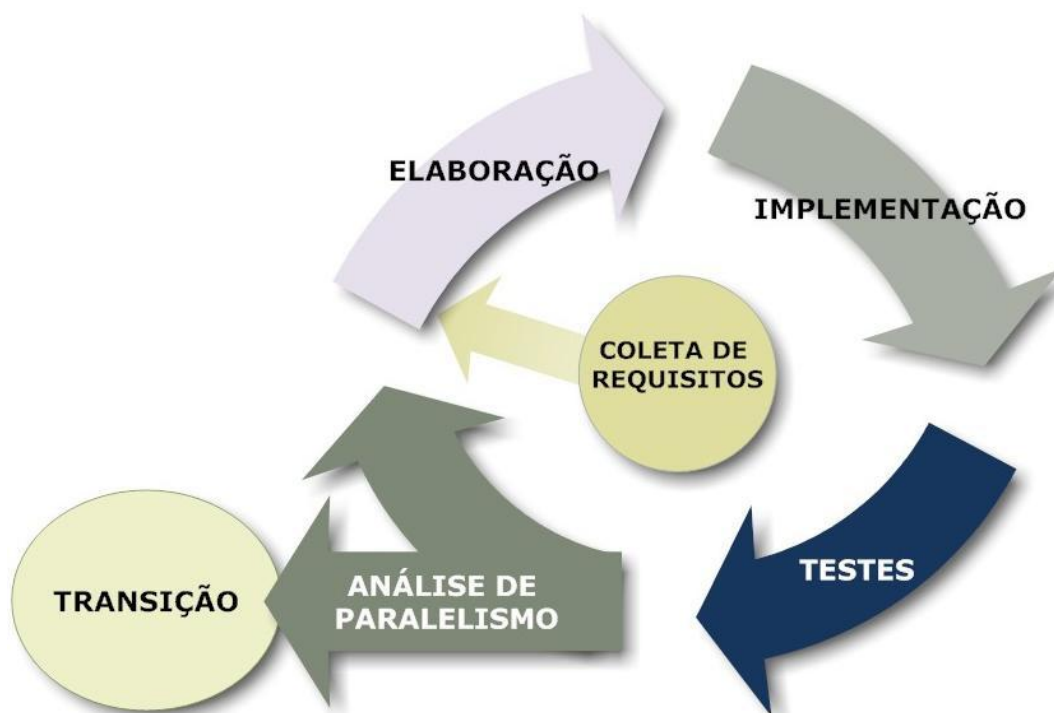 ELABORAÇÃO
IMPLEMENTAÇÃO
COLETA DE
REQUISITOS
TESTES
ANÁLISE DE
PARALELISMO
TRANSIÇÃO